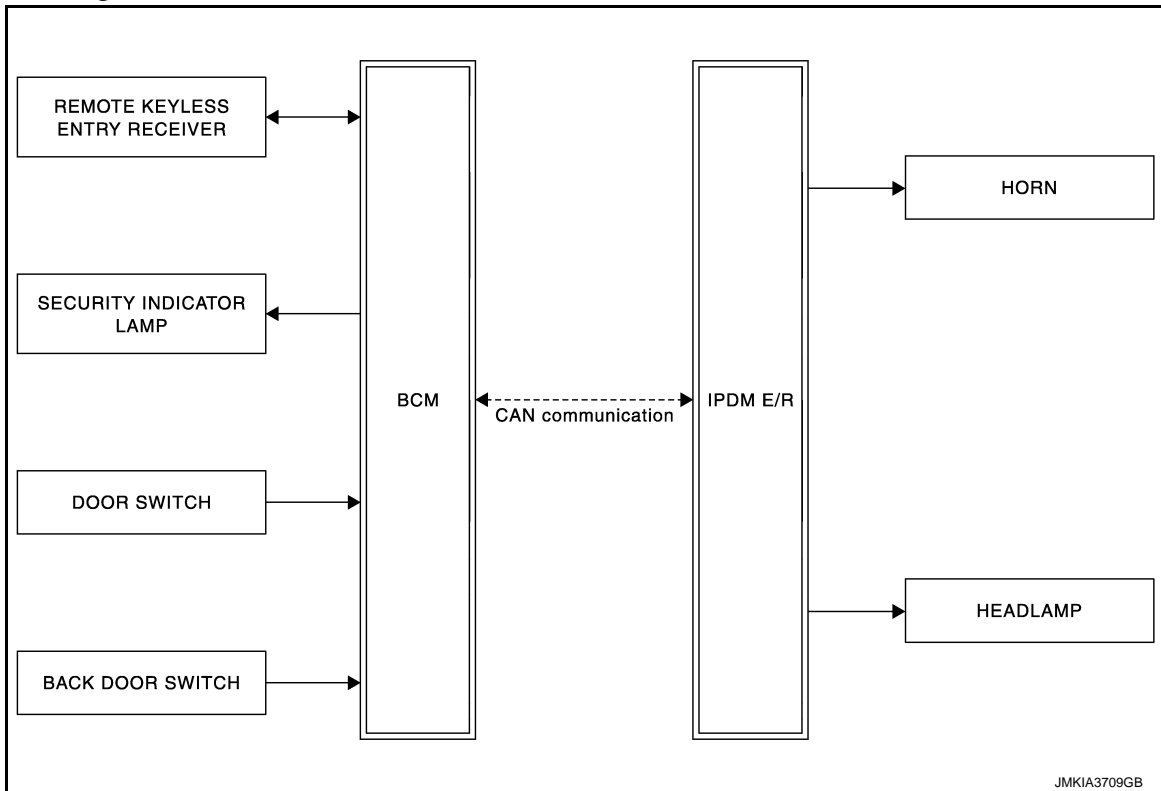 REMOTE KEYLESS
ENTRY RECEIVER
SECURITY INDICATOR
LAMP
DOOR SWITCH
BACK DOOR SWITCH
BCM
CAN communication
IPDM E/R
HORN
HEADLAMP
JMKIA3709GB